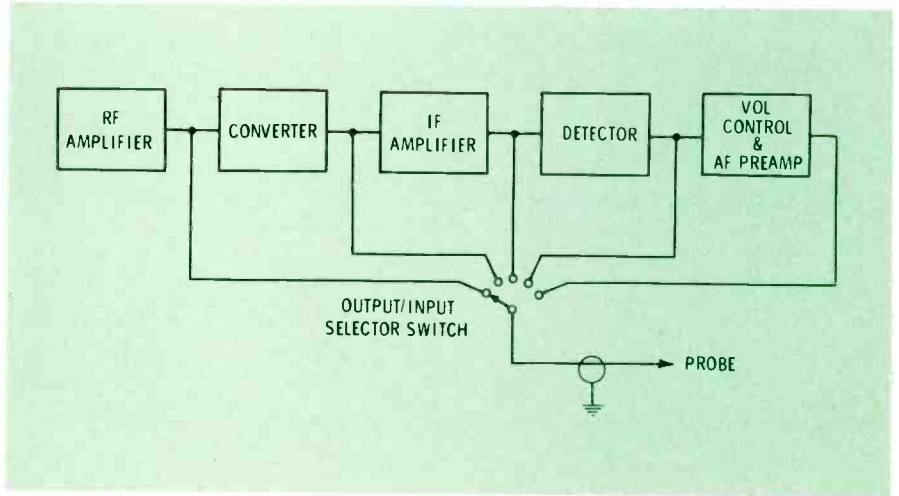 RF
AMPLIFIER
CONVERTER
IF
AMPLIFIER
DETECTOR
VOL
CONTROL
&
AF PREAMP
OUTPUT/INPUT
SELECTOR SWITCH
PROBE